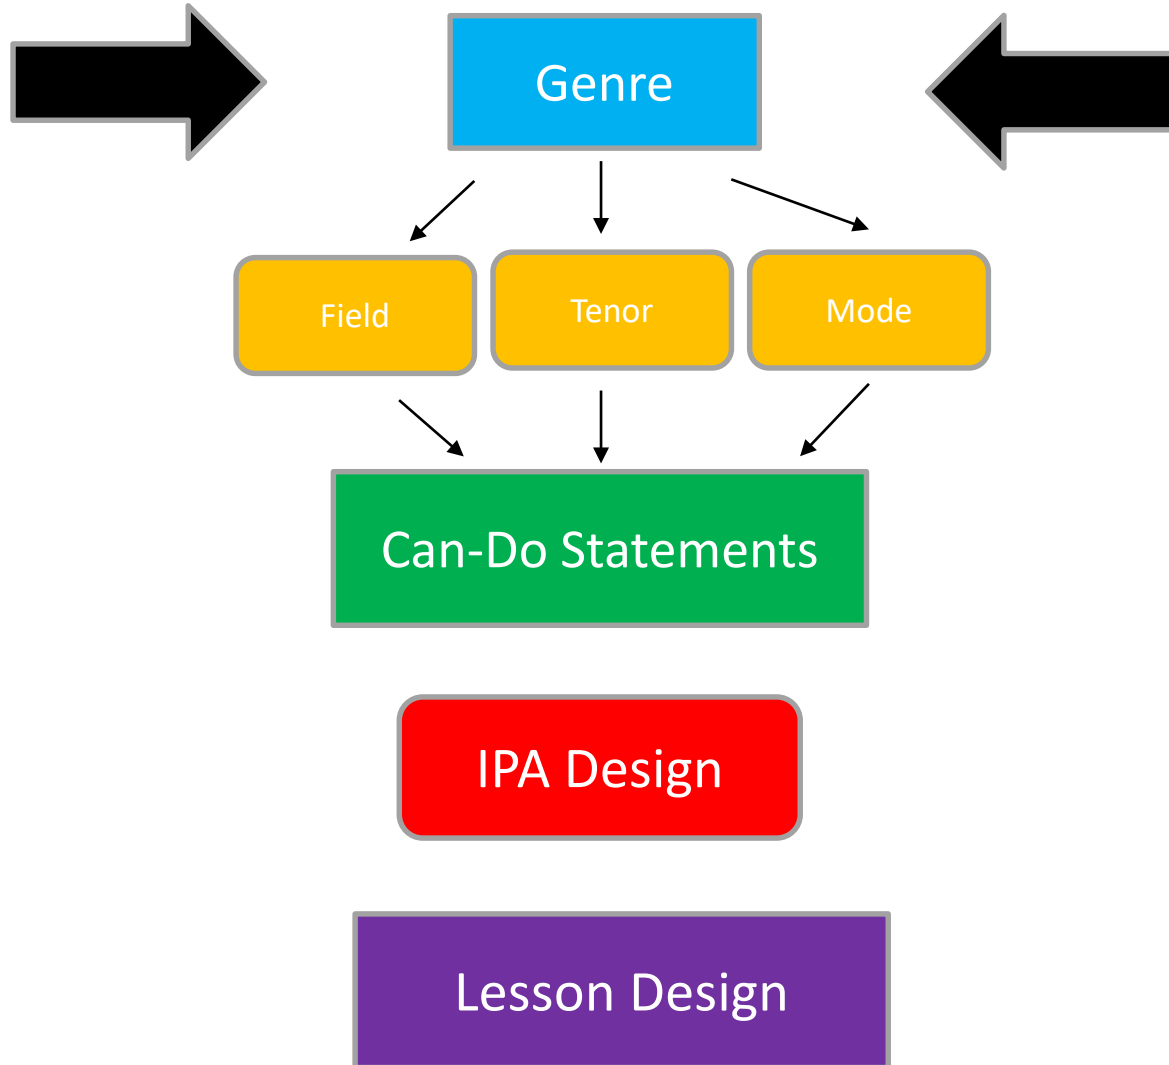 Genre
Field
Tenor
Mode
Can-Do Statements
IPA Design
Lesson Design